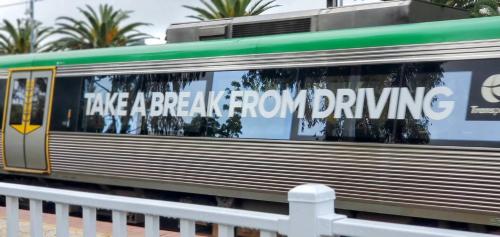 TAKE A BREAK FROM DRIVING